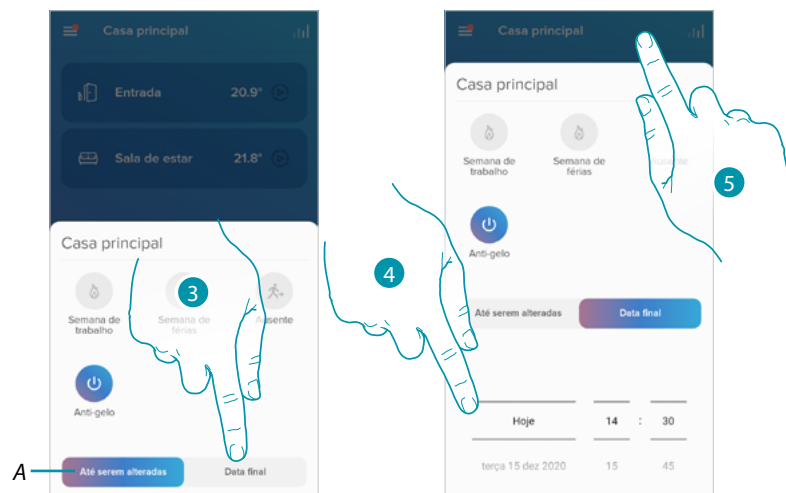 Casa principal
Entrada 20.9°
Sala de estar 21.8°
Casa principal
Semana de trabalho
Semana de férias
Ausente
Anti-gelo
Até serem alteradas
Data final
A
3
Casa principal
Semana de trabalho
Semana de férias
Ausente
Anti-gelo
Até serem alteradas
Data final
Hoje 14 : 30
terça 15 dez 2020 15 45
4
5